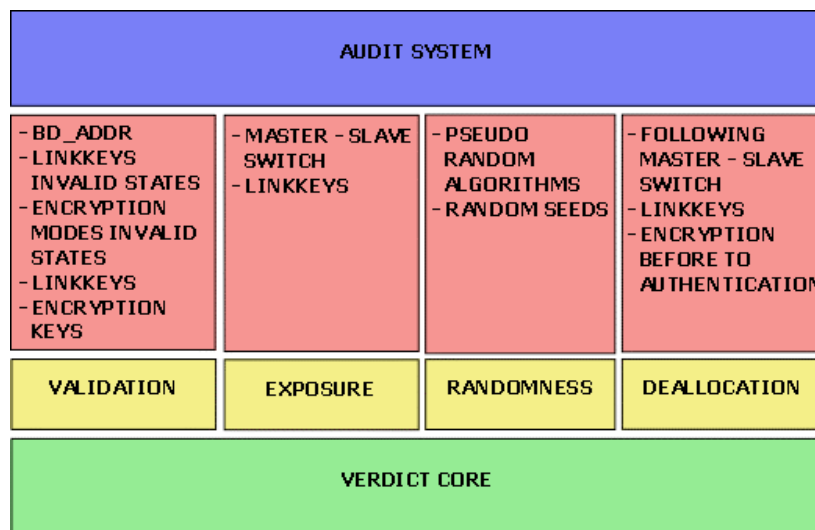 AUDIT SYSTEM
- BD_ADDR
- LINKKEYS
INVALID STATES
- ENCRYPTION
MODES INVALID
STATES
- LINKKEYS
- ENCRYPTION
KEYS
- MASTER - SLAVE
SWITCH
- LINKKEYS
- PSEUDO
RANDOM
ALGORITHMS
- RANDOM SEEDS
- FOLLOWING
MASTER - SLAVE
SWITCH
- LINKKEYS
- ENCRYPTION
BEFORE TO
AUTHENTICATION
VALIDATION
EXPOSURE
RANDOMNESS
DEALLOCATION
VERDICT CORE